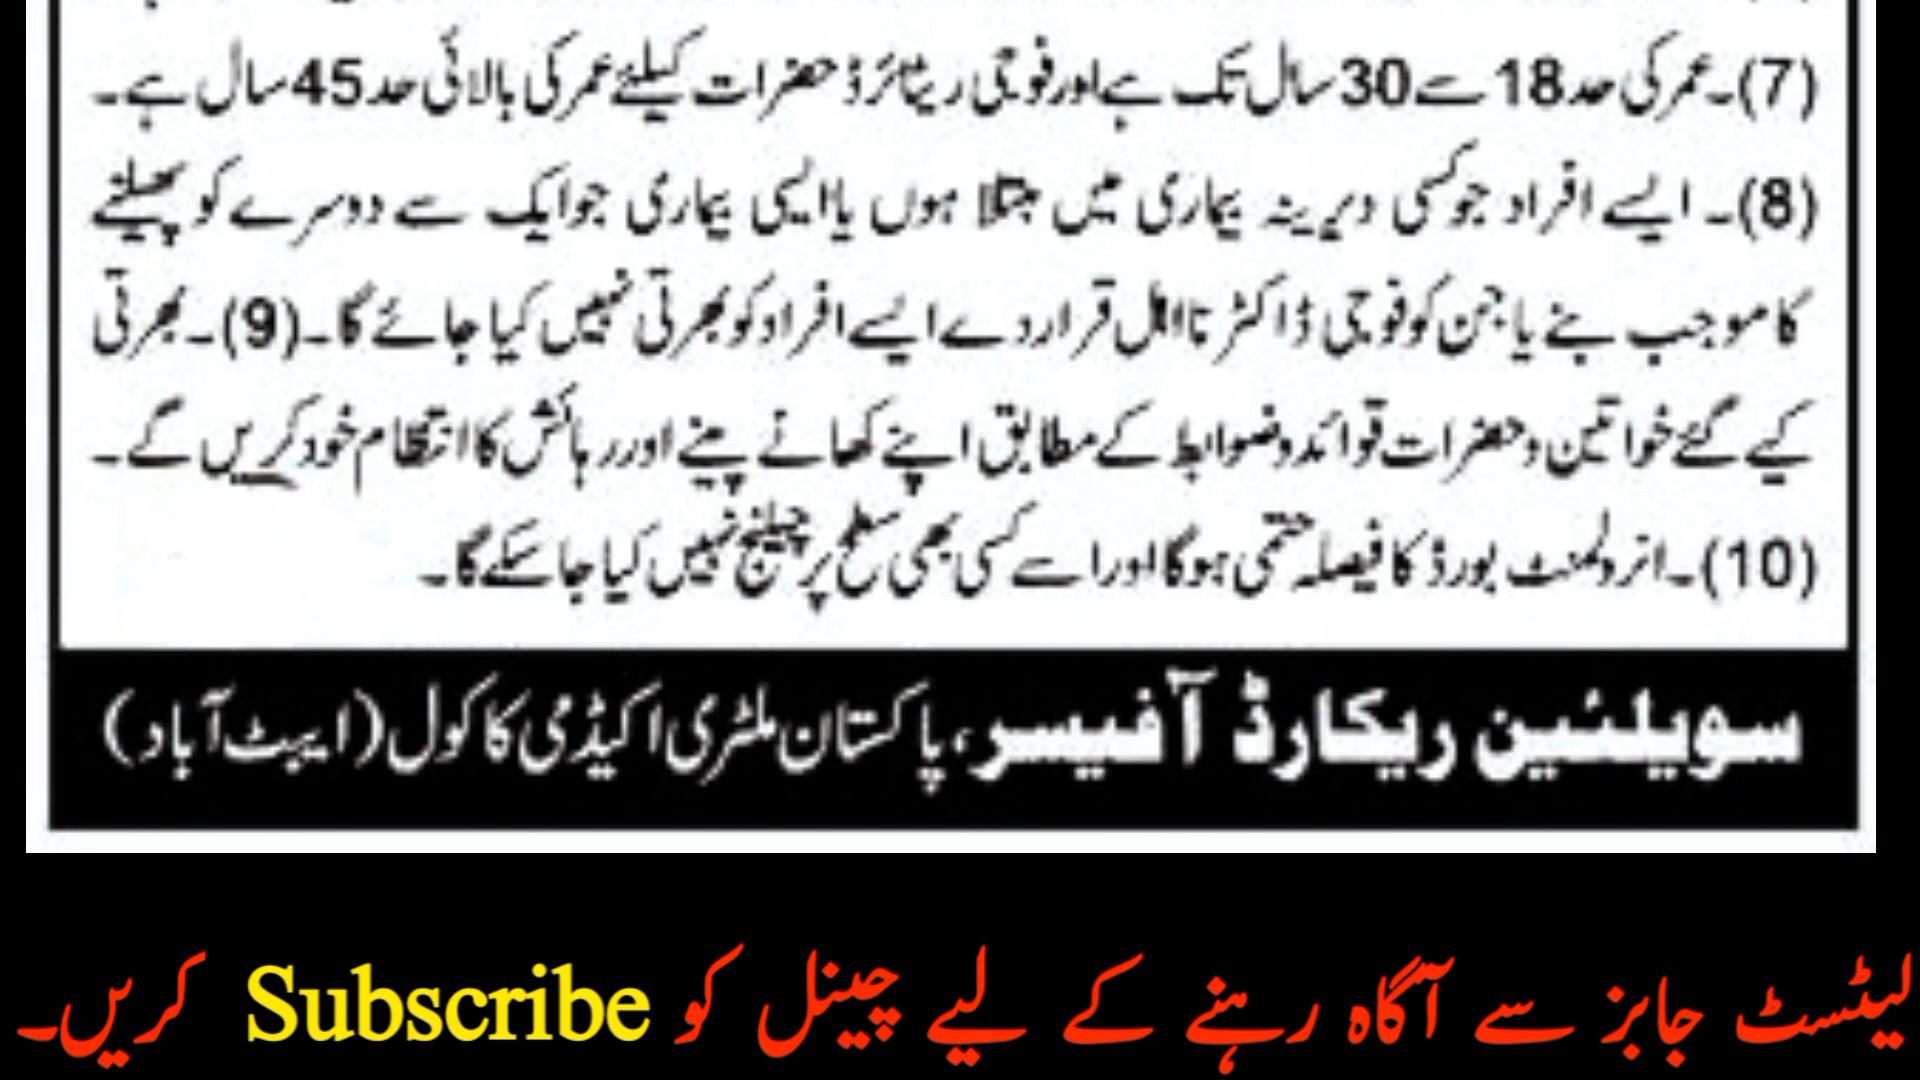 (7)۔عمر کی حد 18 سے 30 سال تک ہے اور فوجی ریٹائرڈ حضرات کیلئے عمر کی بالائی حد 45 سال ہے۔
(8)۔ ایسے افراد جو کسی دیرینہ بیماری میں مبتلا ہوں یا ایسی بیماری جو ایک سے دوسرے کو پھیلنے
کا موجب بنے یا جن کو فوجی ڈاکٹر نااہل قرار دے ایسے افراد کو بھرتی نہیں کیا جائے گا۔(9)۔بھرتی
کیے گئے خواتین و حضرات قوائد و ضوابط کے مطابق اپنے کھانے پینے اور رہائش کا انتظام خود کریں گے۔
(10)۔انرولمنٹ بورڈ کا فیصلہ حتمی ہوگا اور اسے کسی بھی سطح پر چیلنج نہیں کیا جا سکے گا۔
سویلئین ریکارڈ آفیسر، پاکستان ملٹری اکیڈمی کاکول (ایبٹ آباد)
لیٹسٹ جابز سے آگاہ رہنے کے لیے چینل کو Subscribe کریں۔